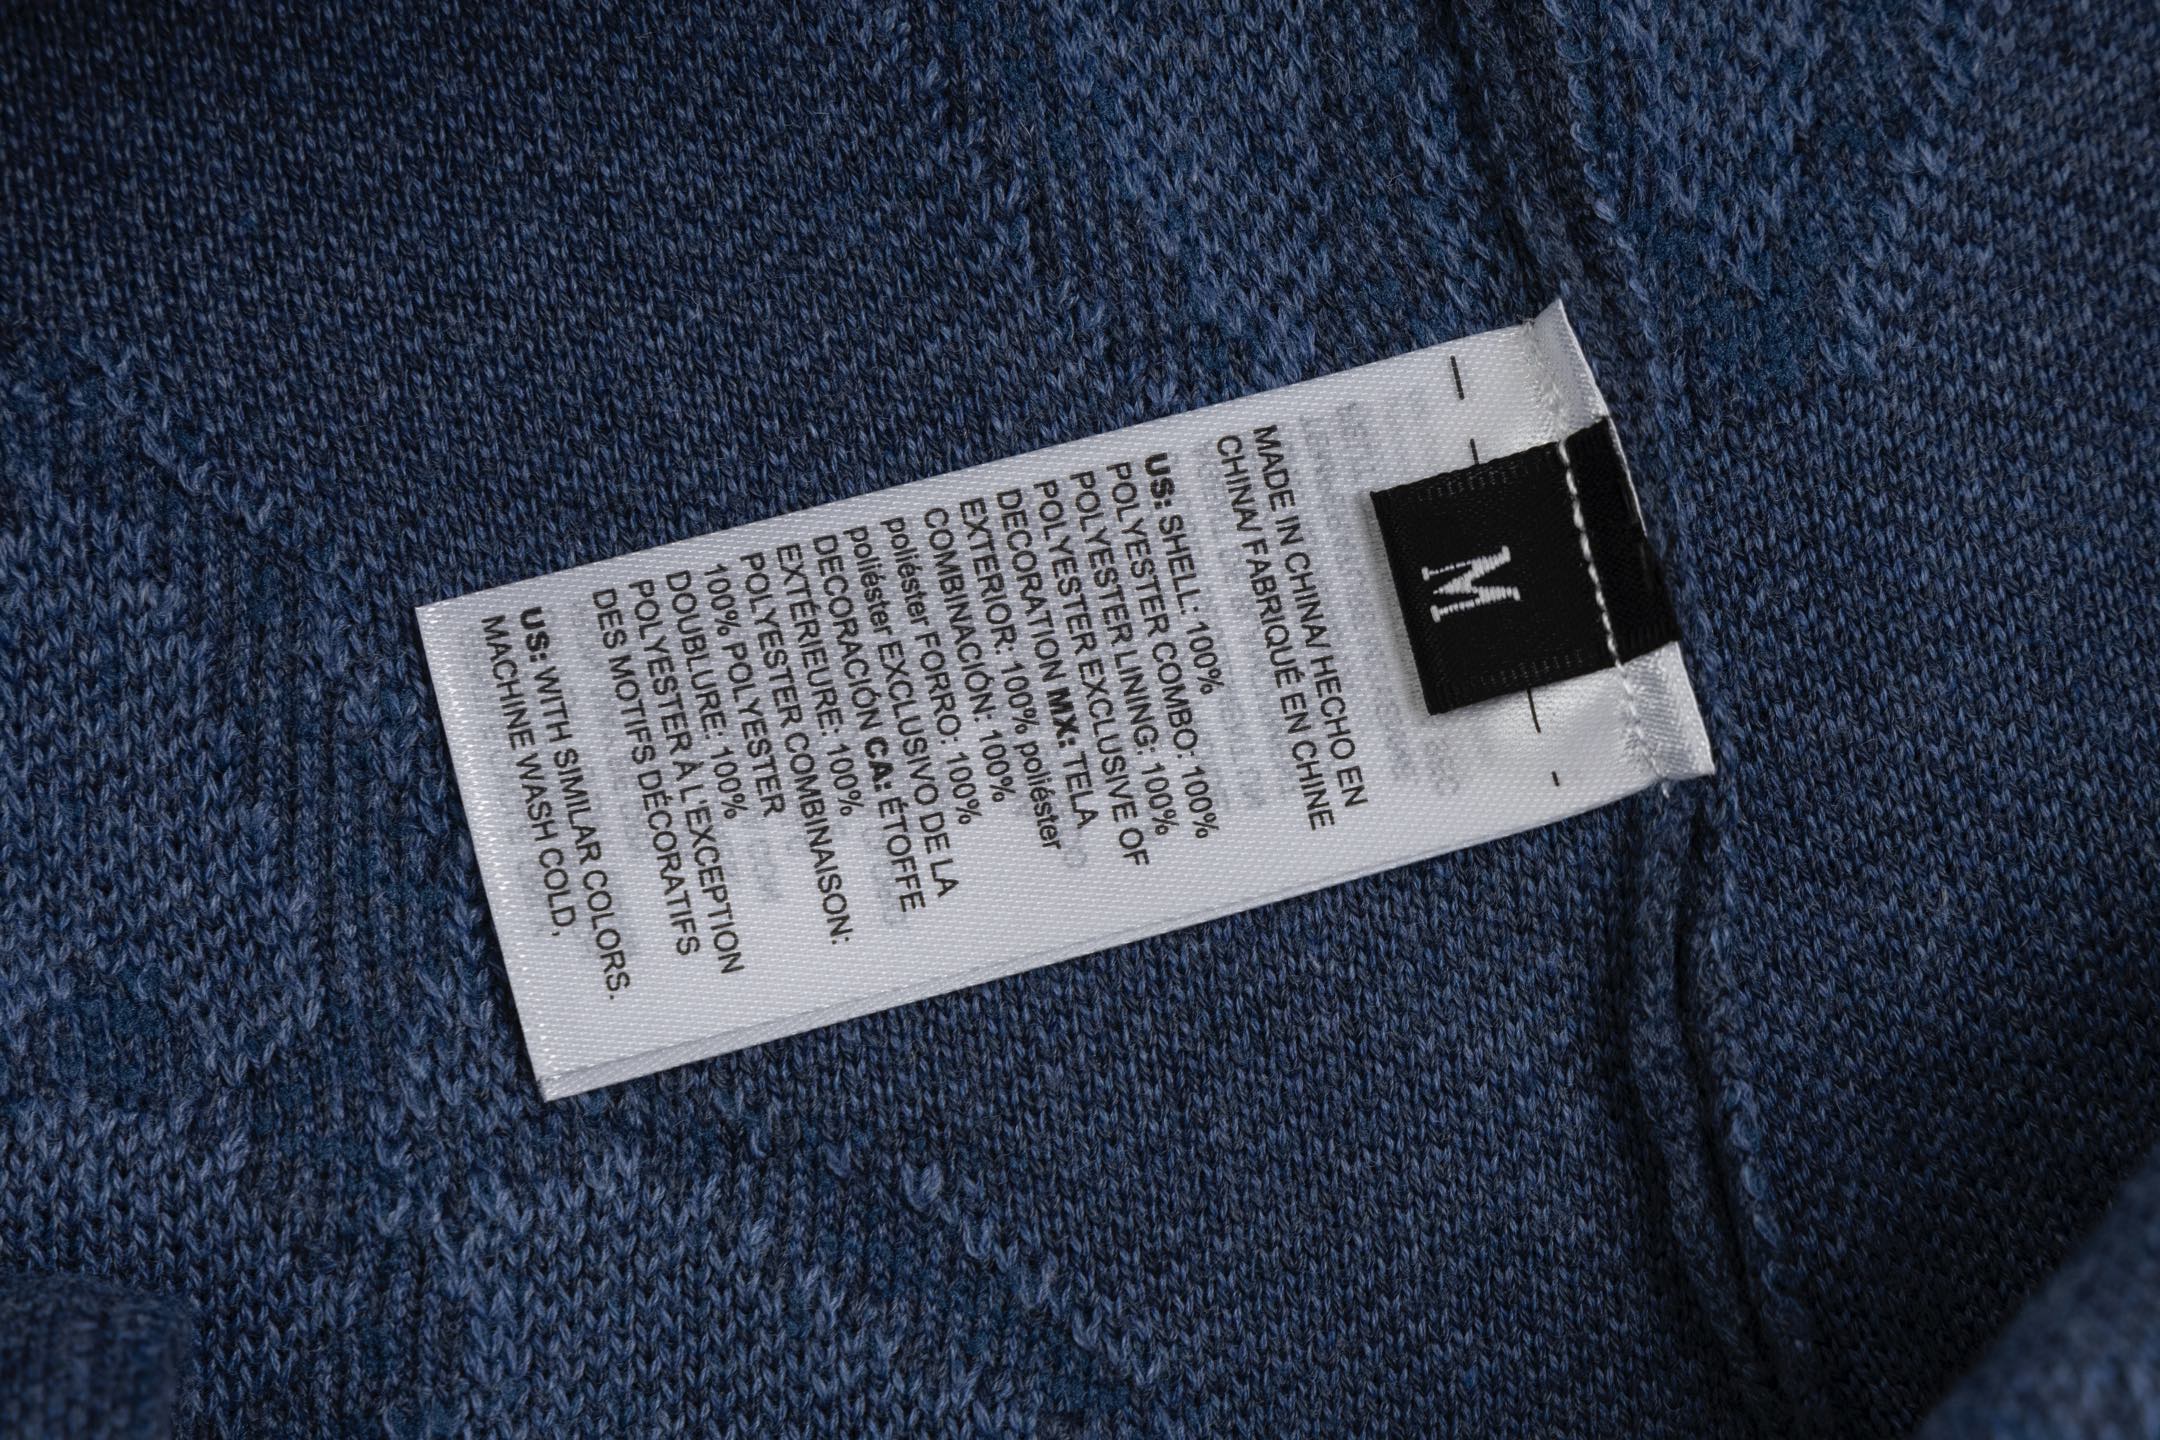 M
MADE IN CHINA/ HECHO EN
CHINA/ FABRIQUÉ EN CHINE
US: SHELL: 100%
POLYESTER COMBO: 100%
POLYESTER LINING: 100%
POLYESTER EXCLUSIVE OF
DECORATION MX: TELA
EXTERIOR: 100% poliéster
COMBINACIÓN: 100%
poliéster FORRO: 100%
poliéster EXCLUSIVO DE LA
DECORACIÓN CA: ÉTOFFE
EXTÉRIEURE: 100%
POLYESTER COMBINAISON:
100% POLYESTER
DOUBLURE: 100%
POLYESTER À L'EXCEPTION
DES MOTIFS DÉCORATIFS
US: WITH SIMILAR COLORS.
MACHINE WASH COLD,